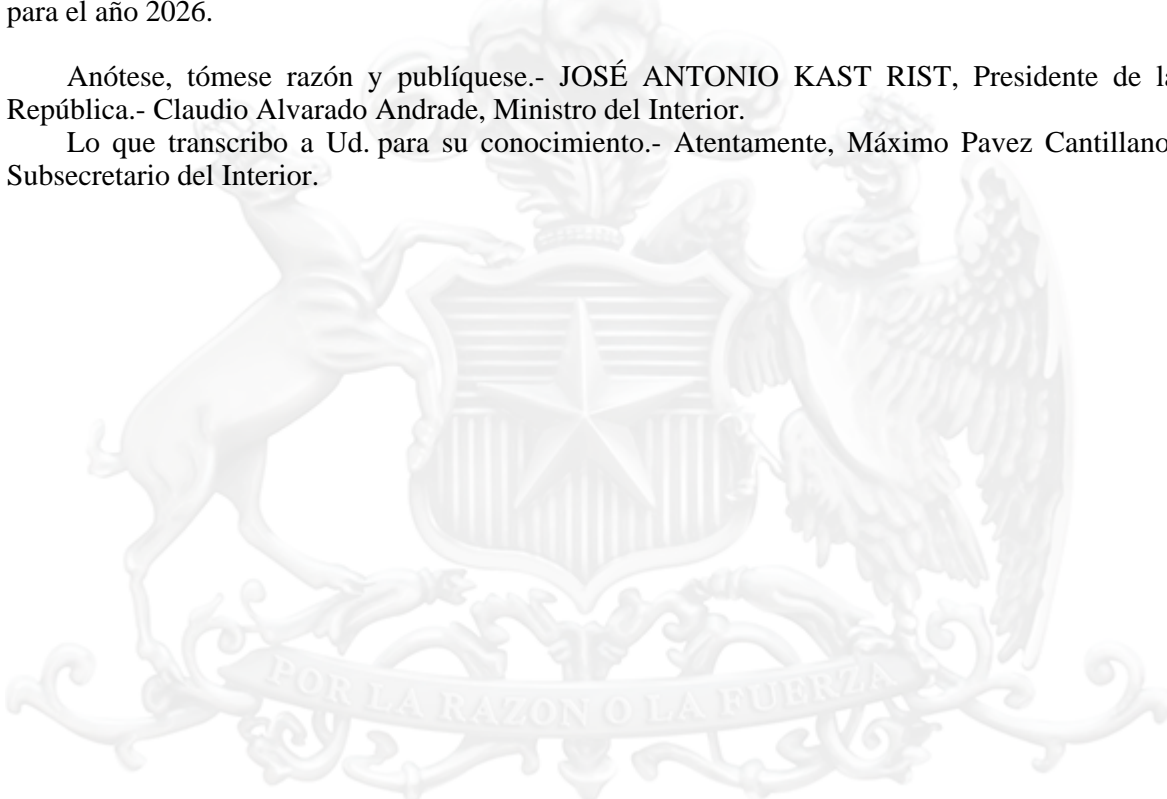 para el año 2026.
Anótese, tómese razón y publíquese.- JOSÉ ANTONIO KAST RIST, Presidente de la
República.- Claudio Alvarado Andrade, Ministro del Interior.
Lo que transcribo a Ud. para su conocimiento.- Atentamente, Máximo Pavez Cantillano
Subsecretario del Interior.
POR LA RAZON O LA FUERZA